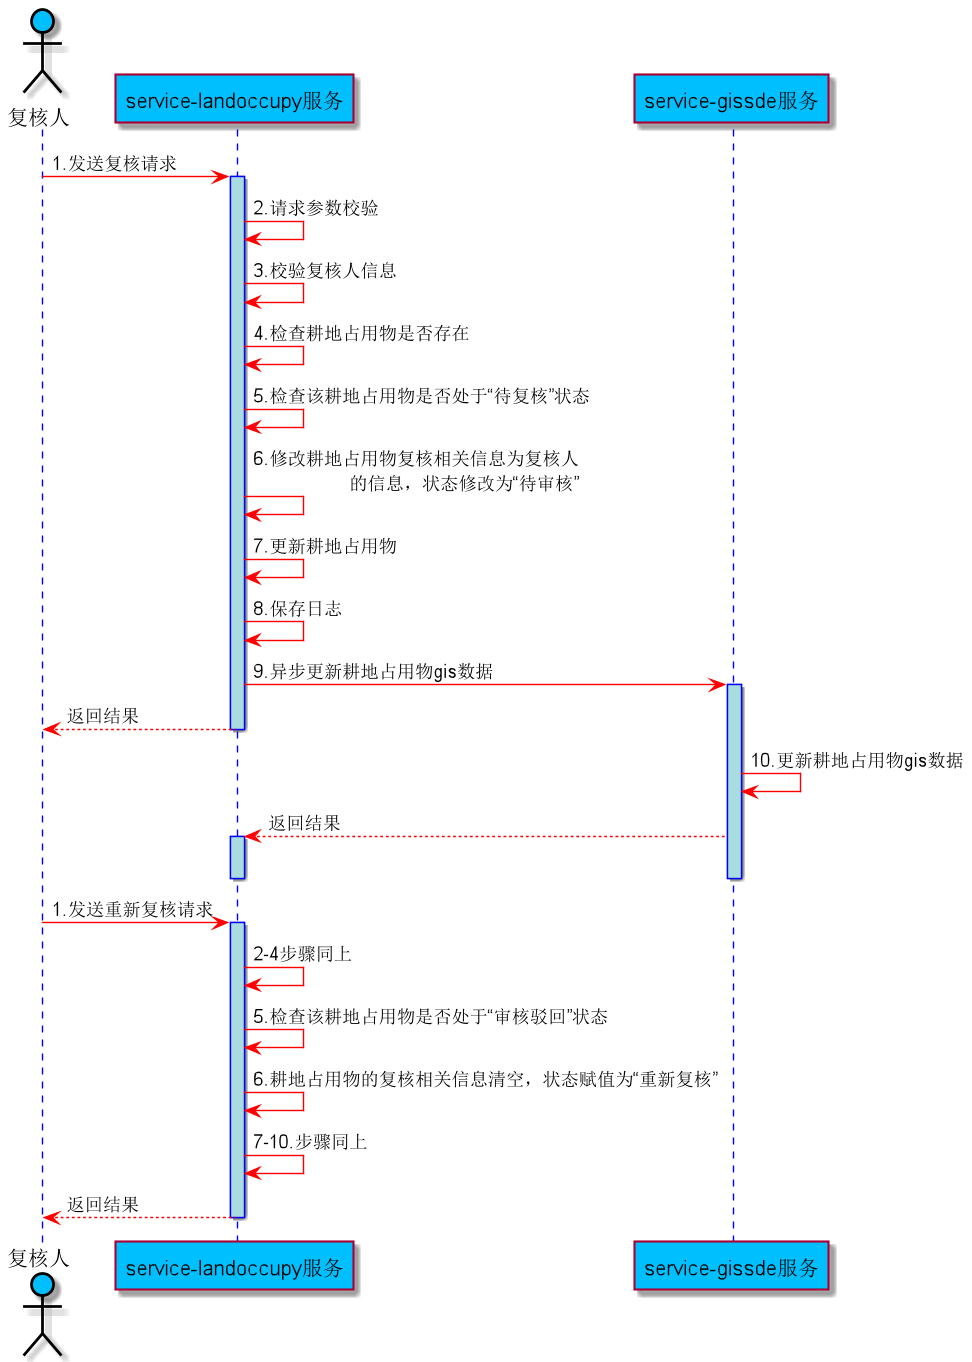 复核人
service-landoccupy服务
service-gissde服务
1.发送复核请求
2.请求参数校验
3.校验复核人信息
4.检查耕地占用物是否存在
5.检查该耕地占用物是否处于“待复核”状态
6.修改耕地占用物复核相关信息为复核人
的信息，状态修改为“待审核”
7.更新耕地占用物
8.保存日志
9.异步更新耕地占用物gis数据
返回结果
10.更新耕地占用物gis数据
返回结果
1.发送重新复核请求
2-4步骤同上
5.检查该耕地占用物是否处于“审核驳回”状态
6.耕地占用物的复核相关信息清空，状态赋值为“重新复核”
7-10.步骤同上
返回结果
复核人
service-landoccupy服务
service-gissde服务